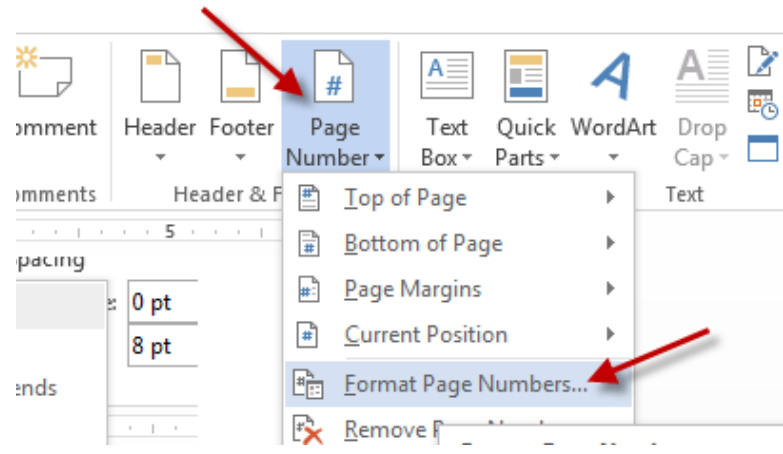 omment Header Footer Page Number Text Box Quick Parts WordArt Drop Cap
omments Header & F Text
5
pacing
0 pt
8 pt
ends
#
A
A
A
Top of Page
Bottom of Page
Page Margins
Current Position
Format Page Numbers...
Remove P